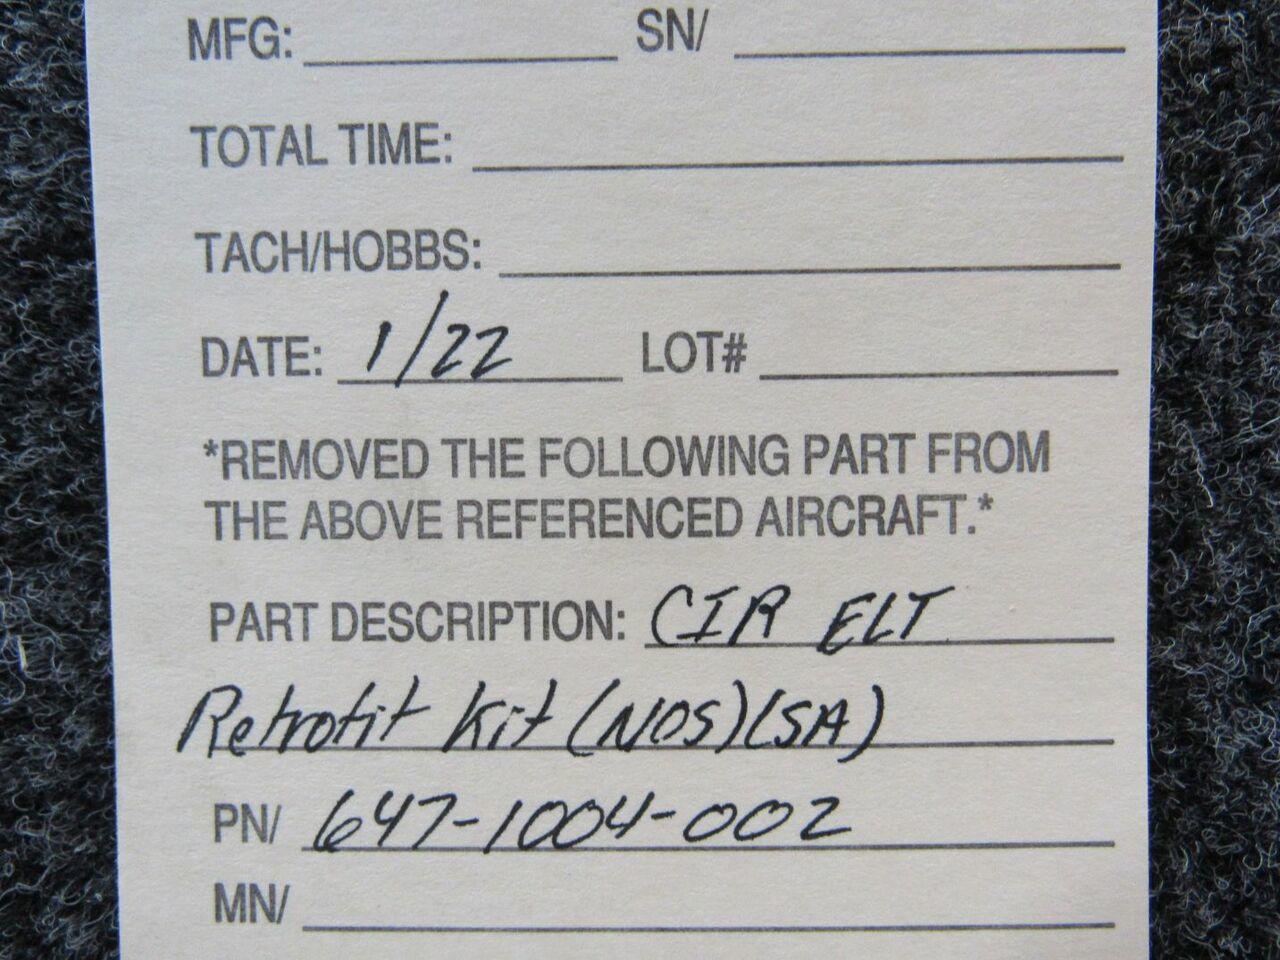 MFG: SN/
TOTAL TIME:
TACH/HOBBS:
DATE: 1/22 LOT#
*REMOVED THE FOLLOWING PART FROM
THE ABOVE REFERENCED AIRCRAFT.*
PART DESCRIPTION: CIR ELT
Retrofit Kit (NOS)(SA)
PN/ 647-1004-002
MN/